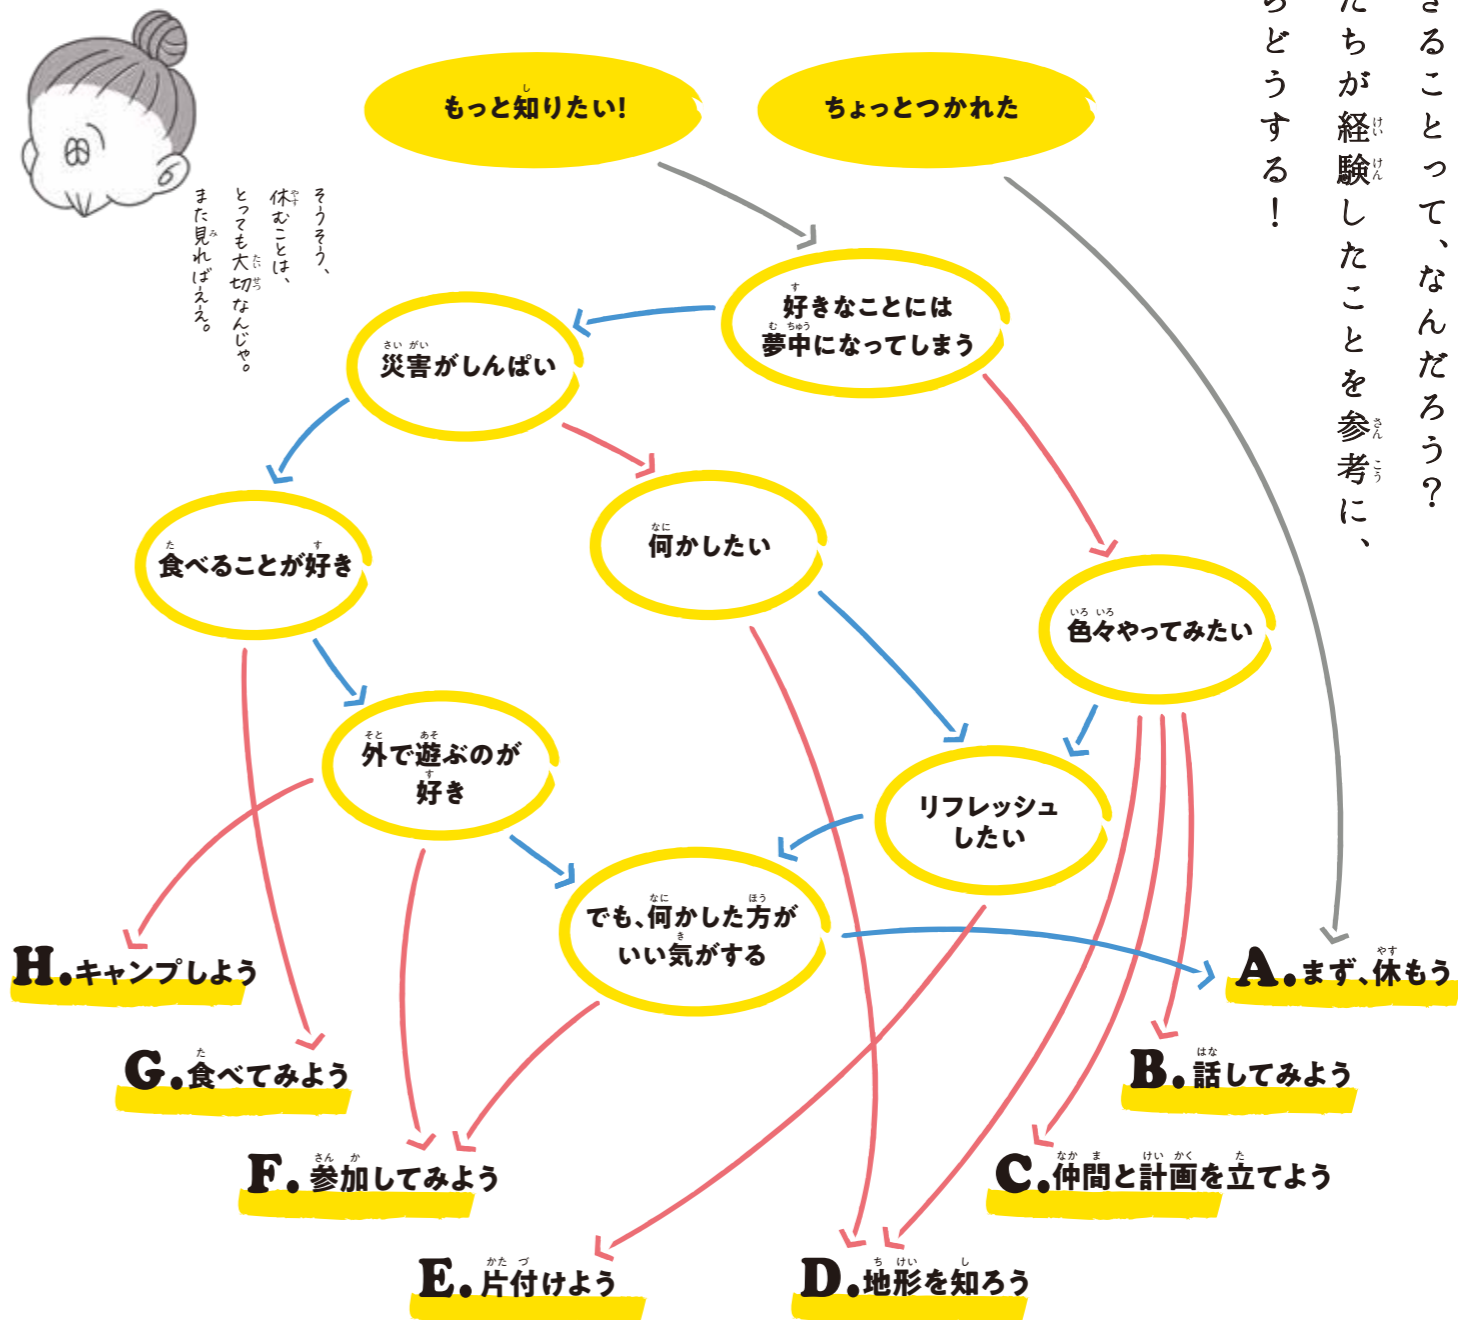 さることって、なんだろう？
たちが経験したことを参考に、
らどうする！
もっと知りたい！
ちょっとつかれた
そうそう、
休むことは、
とっても大切なんじゃ。
また見ればええ。
好きなことには
夢中になってしまう
災害がしんぱい
食べることが好き
何かしたい
色々やってみたい
外で遊ぶのが
好き
リフレッシュ
したい
でも、何かした方が
いい気がする
A.まず、休もう
B.話してみよう
C.仲間と計画を立てよう
D.地形を知ろう
E.片付けよう
F.参加してみよう
G.食べてみよう
H.キャンプしよう